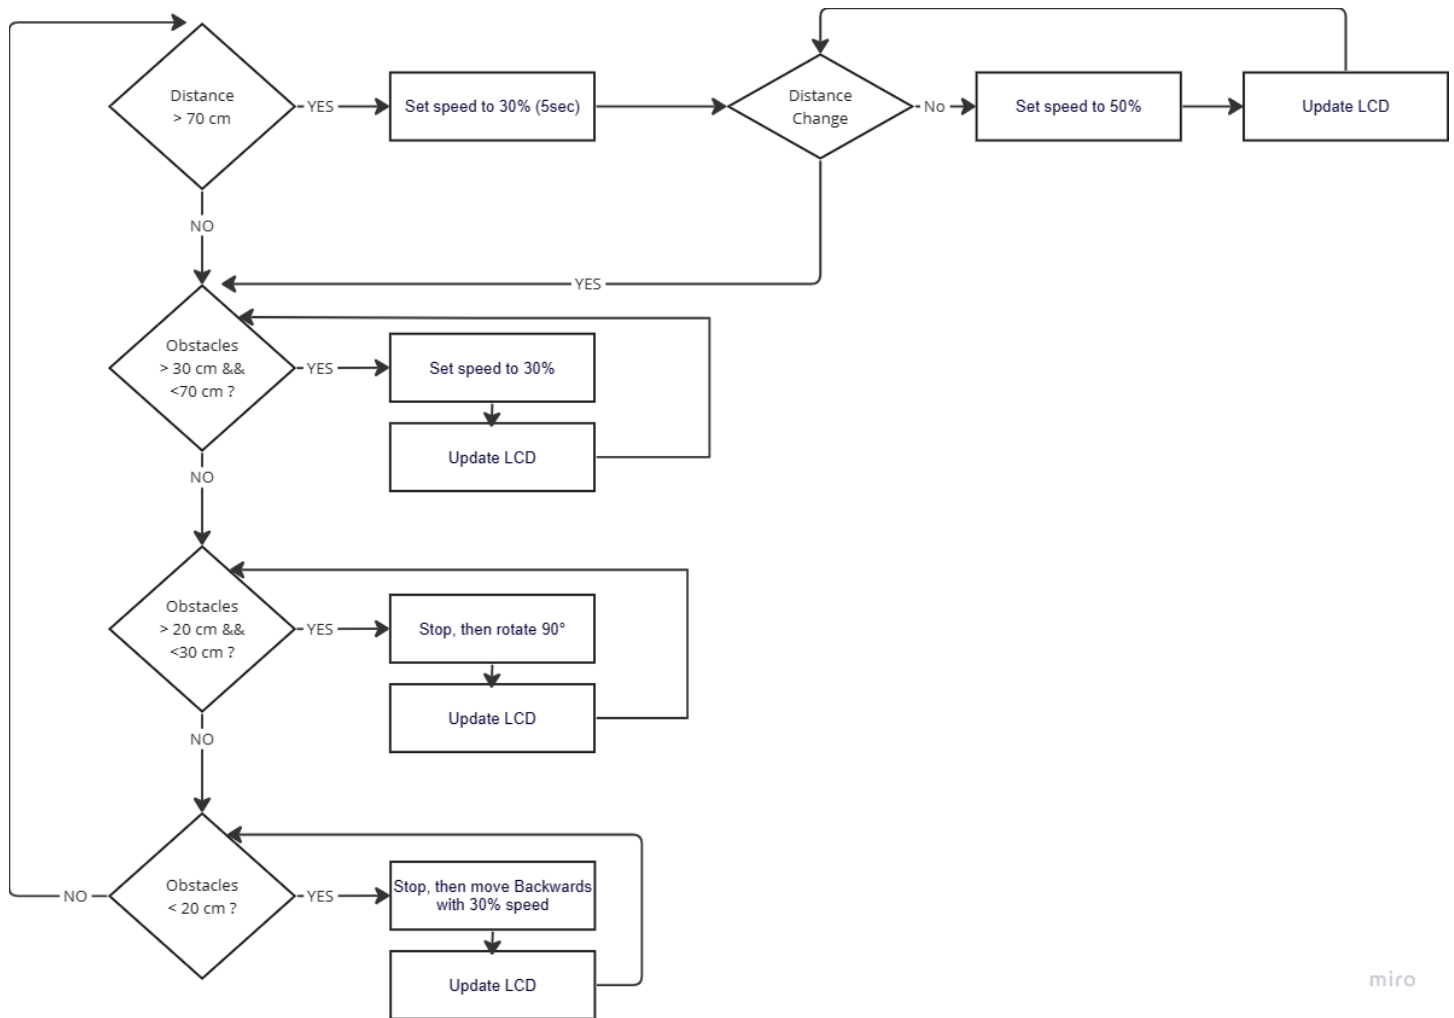 Distance
> 70 cm
YES
Set speed to 30% (5sec)
Distance
Change
No
Set speed to 50%
Update LCD
NO
YES
Obstacles
> 30 cm &&
<70 cm ?
YES
Set speed to 30%
Update LCD
NO
Obstacles
> 20 cm &&
<30 cm ?
YES
Stop, then rotate 90°
Update LCD
NO
Obstacles
< 20 cm ?
NO
YES
Stop, then move Backwards
with 30% speed
Update LCD
miro